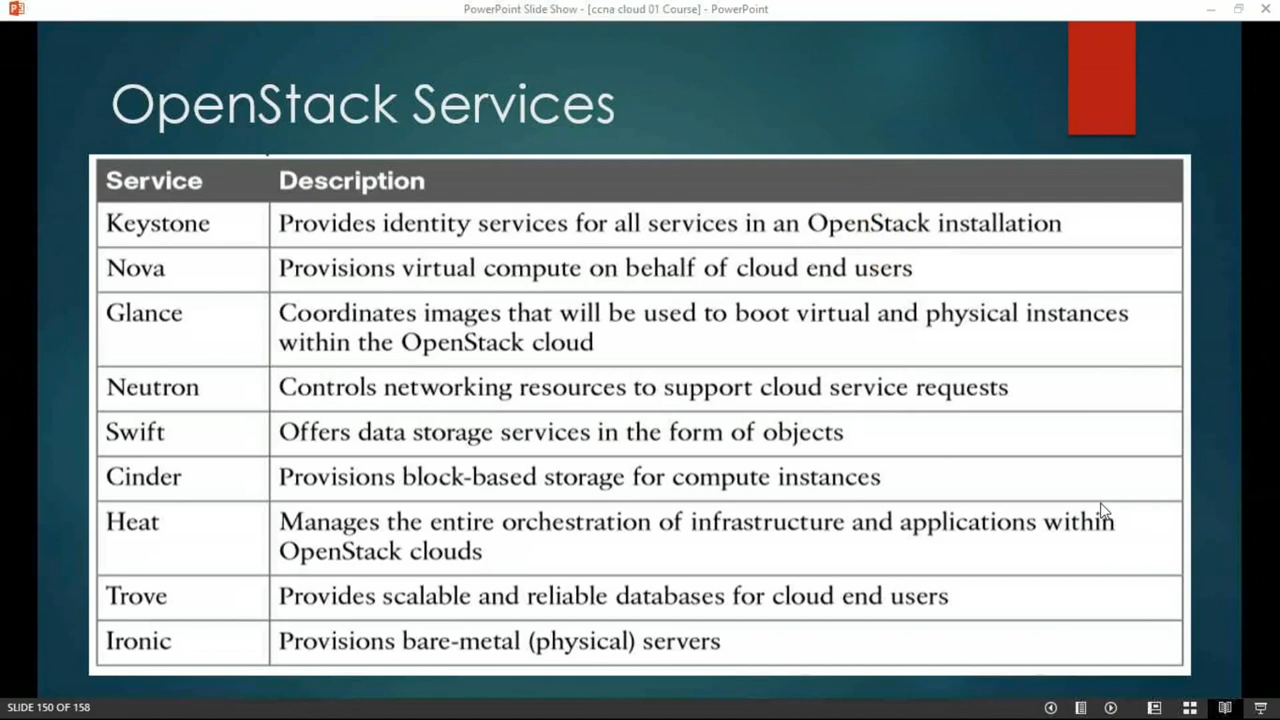 PowerPoint Slide Show - [ccna cloud 01 Course] - PowerPoint
OpenStack Services
Service Description
Keystone Provides identity services for all services in an OpenStack installation
Nova Provisions virtual compute on behalf of cloud end users
Glance Coordinates images that will be used to boot virtual and physical instances
within the OpenStack cloud
Neutron Controls networking resources to support cloud service requests
Swift Offers data storage services in the form of objects
Cinder Provisions block-based storage for compute instances
Heat Manages the entire orchestration of infrastructure and applications within
OpenStack clouds
Trove Provides scalable and reliable databases for cloud end users
Ironic Provisions bare-metal (physical) servers
SLIDE 150 OF 158